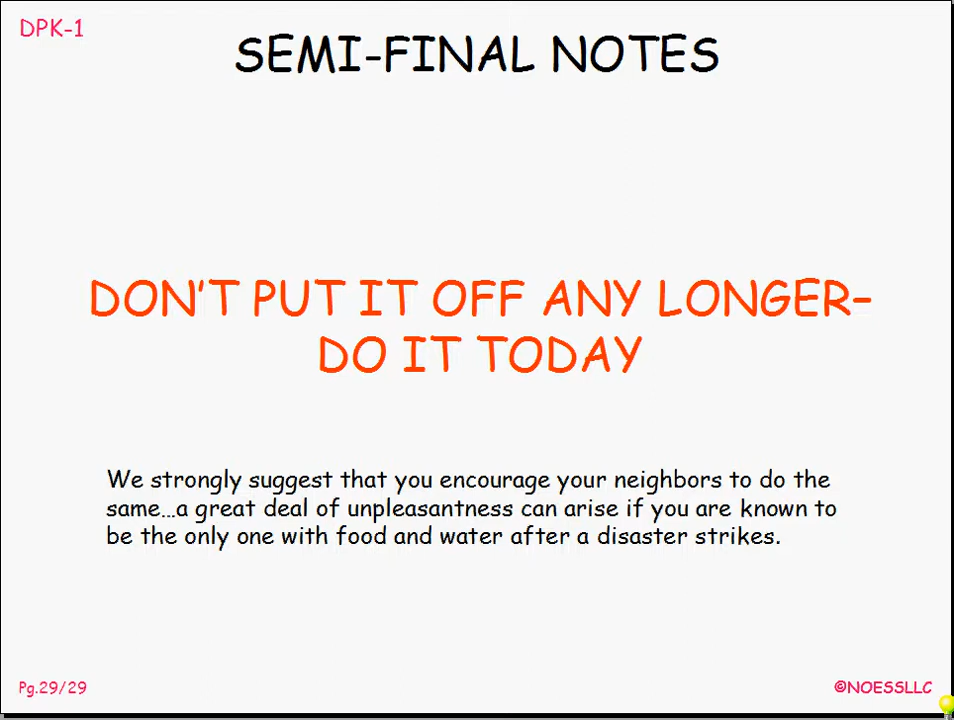 DPK-1
SEMI-FINAL NOTES
DON'T PUT IT OFF ANY LONGER–
DO IT TODAY
We strongly suggest that you encourage your neighbors to do the
same…a great deal of unpleasantness can arise if you are known to
be the only one with food and water after a disaster strikes.
Pg.29/29
©NOESSLLC